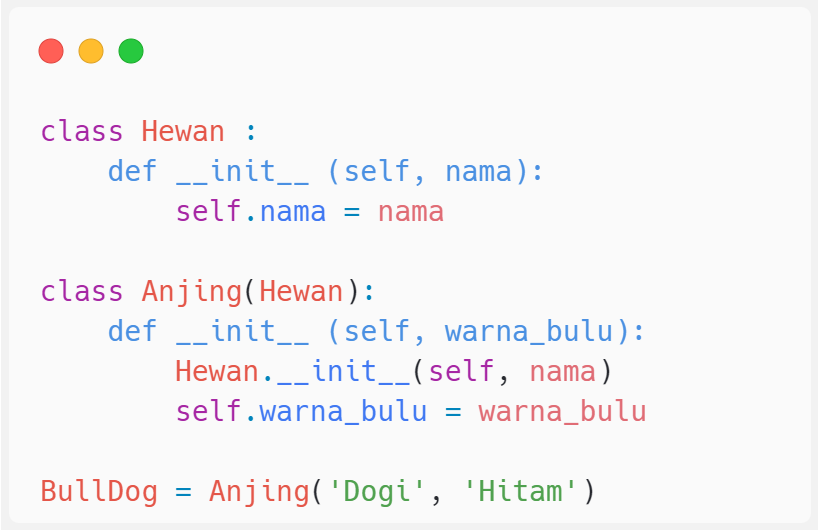 class Hewan :
    def __init__ (self, nama):
        self.nama = nama

class Anjing(Hewan):
    def __init__ (self, warna_bulu):
        Hewan.__init__(self, nama)
        self.warna_bulu = warna_bulu

BullDog = Anjing('Dogi', 'Hitam')